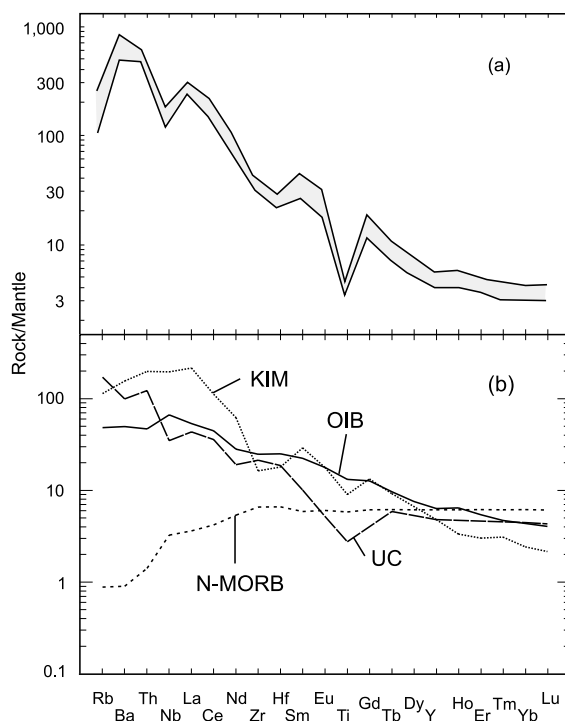 1,000
(a)
300
100
30
10
3
Rock/Mantle
KIM
(b)
100
OIB
10
UC
N-MORB
1
0.1
Rb Th La Nd Hf Eu Gd Dy Ho Tm Lu
Ba Nb Ce Zr Sm Ti Tb Y Er Yb